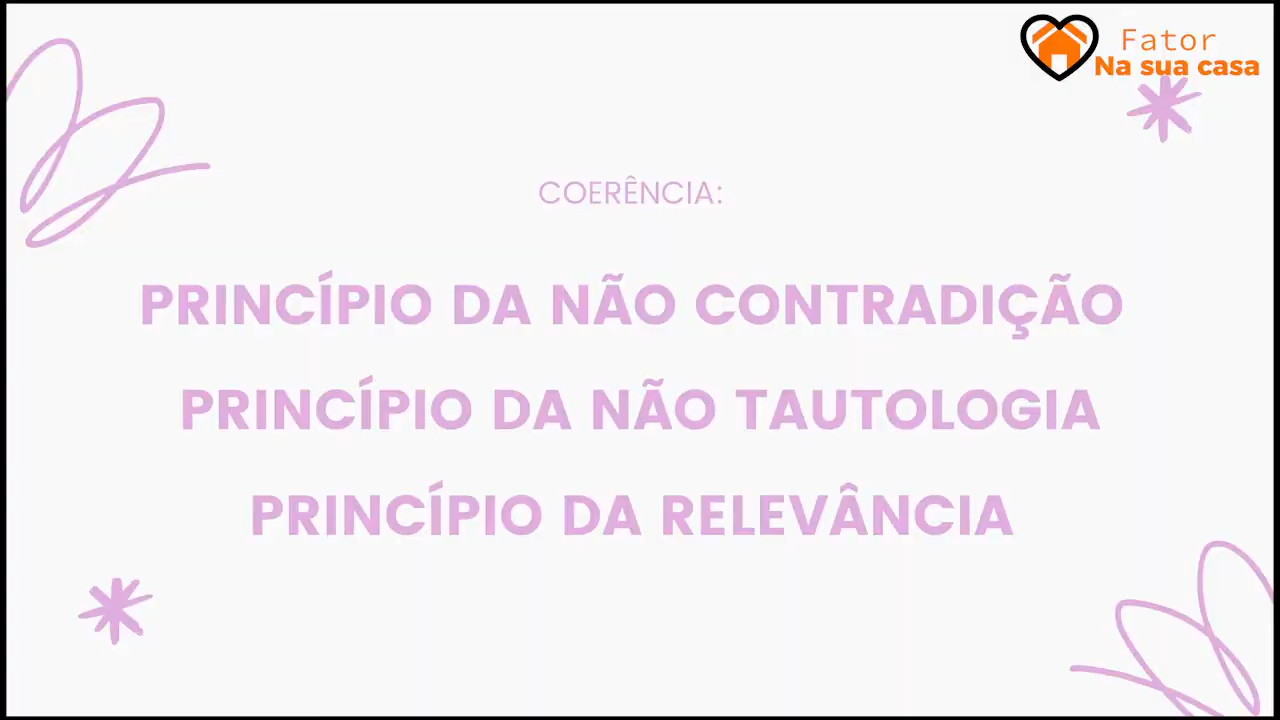 Fator
Na sua casa
COERÊNCIA:
PRINCÍPIO DA NÃO CONTRADIÇÃO
PRINCÍPIO DA NÃO TAUTOLOGIA
PRINCÍPIO DA RELEVÂNCIA